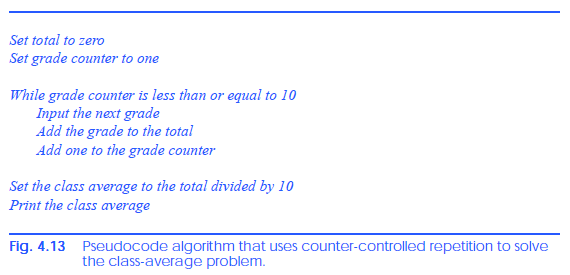 Set total to zero
Set grade counter to one
While grade counter is less than or equal to 10
Input the next grade
Add the grade to the total
Add one to the grade counter
Set the class average to the total divided by 10
Print the class average
Fig. 4.13 Pseudocode algorithm that uses counter-controlled repetition to solve
the class-average problem.